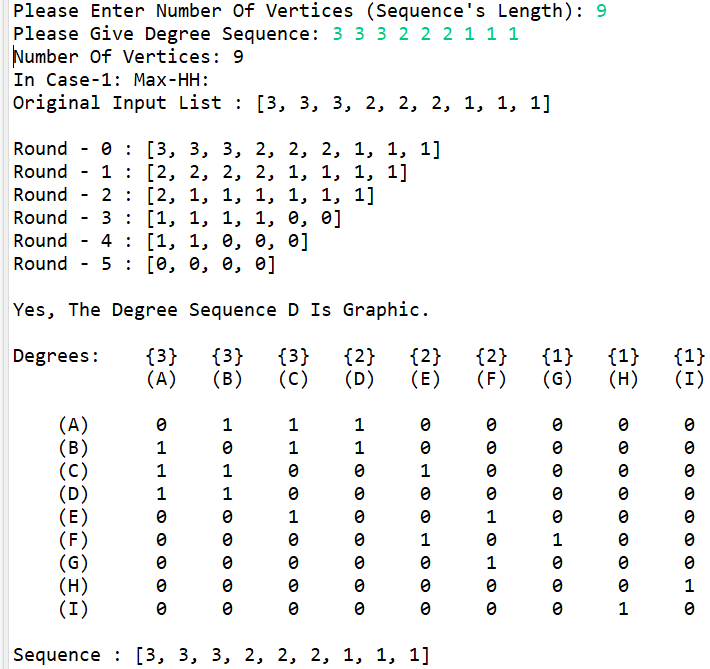 Please Enter Number Of Vertices (Sequence's Length): 9
Please Give Degree Sequence: 3 3 3 2 2 2 1 1 1
Number Of Vertices: 9
In Case-1: Max-HH:
Original Input List : [3, 3, 3, 2, 2, 2, 1, 1, 1]
Round - 0 : [3, 3, 3, 2, 2, 2, 1, 1, 1]
Round - 1 : [2, 2, 2, 2, 1, 1, 1, 1]
Round - 2 : [2, 1, 1, 1, 1, 1, 1]
Round - 3 : [1, 1, 1, 1, 0, 0]
Round - 4 : [1, 1, 0, 0, 0]
Round - 5 : [0, 0, 0, 0]
Yes, The Degree Sequence D Is Graphic.
Degrees: {3} {3} {3} {2} {2} {2} {1} {1} {1}
(A) (B) (C) (D) (E) (F) (G) (H) (I)
(A) 0 1 1 1 0 0 0 0 0
(B) 1 0 1 1 0 0 0 0 0
(C) 1 1 0 0 1 0 0 0 0
(D) 1 1 0 0 0 0 0 0 0
(E) 0 0 1 0 0 1 0 0 0
(F) 0 0 0 0 1 0 1 0 0
(G) 0 0 0 0 0 1 0 0 0
(H) 0 0 0 0 0 0 0 0 1
(I) 0 0 0 0 0 0 0 1 0
Sequence : [3, 3, 3, 2, 2, 2, 1, 1, 1]